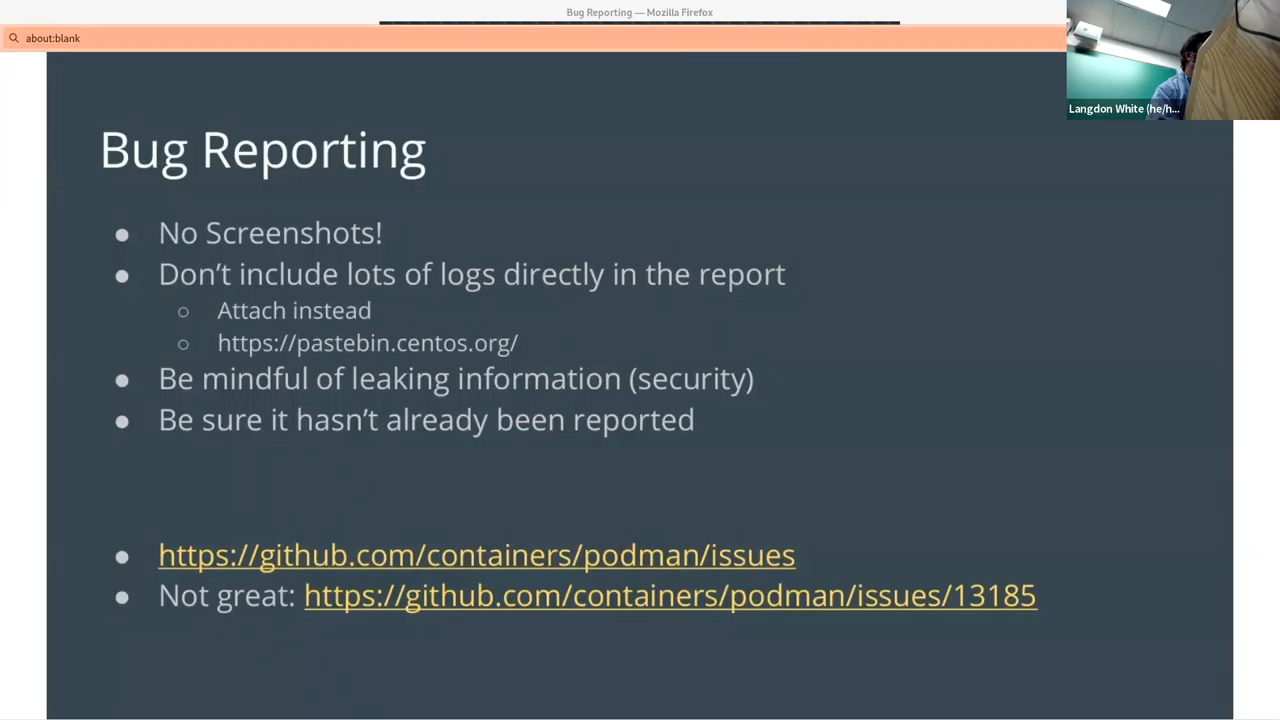 Bug Reporting — Mozilla Firefox
about:blank
Langdon White (he/h...
Bug Reporting
● No Screenshots!
● Don't include lots of logs directly in the report
○ Attach instead
○ https://pastebin.centos.org/
● Be mindful of leaking information (security)
● Be sure it hasn't already been reported
● https://github.com/containers/podman/issues
● Not great: https://github.com/containers/podman/issues/13185